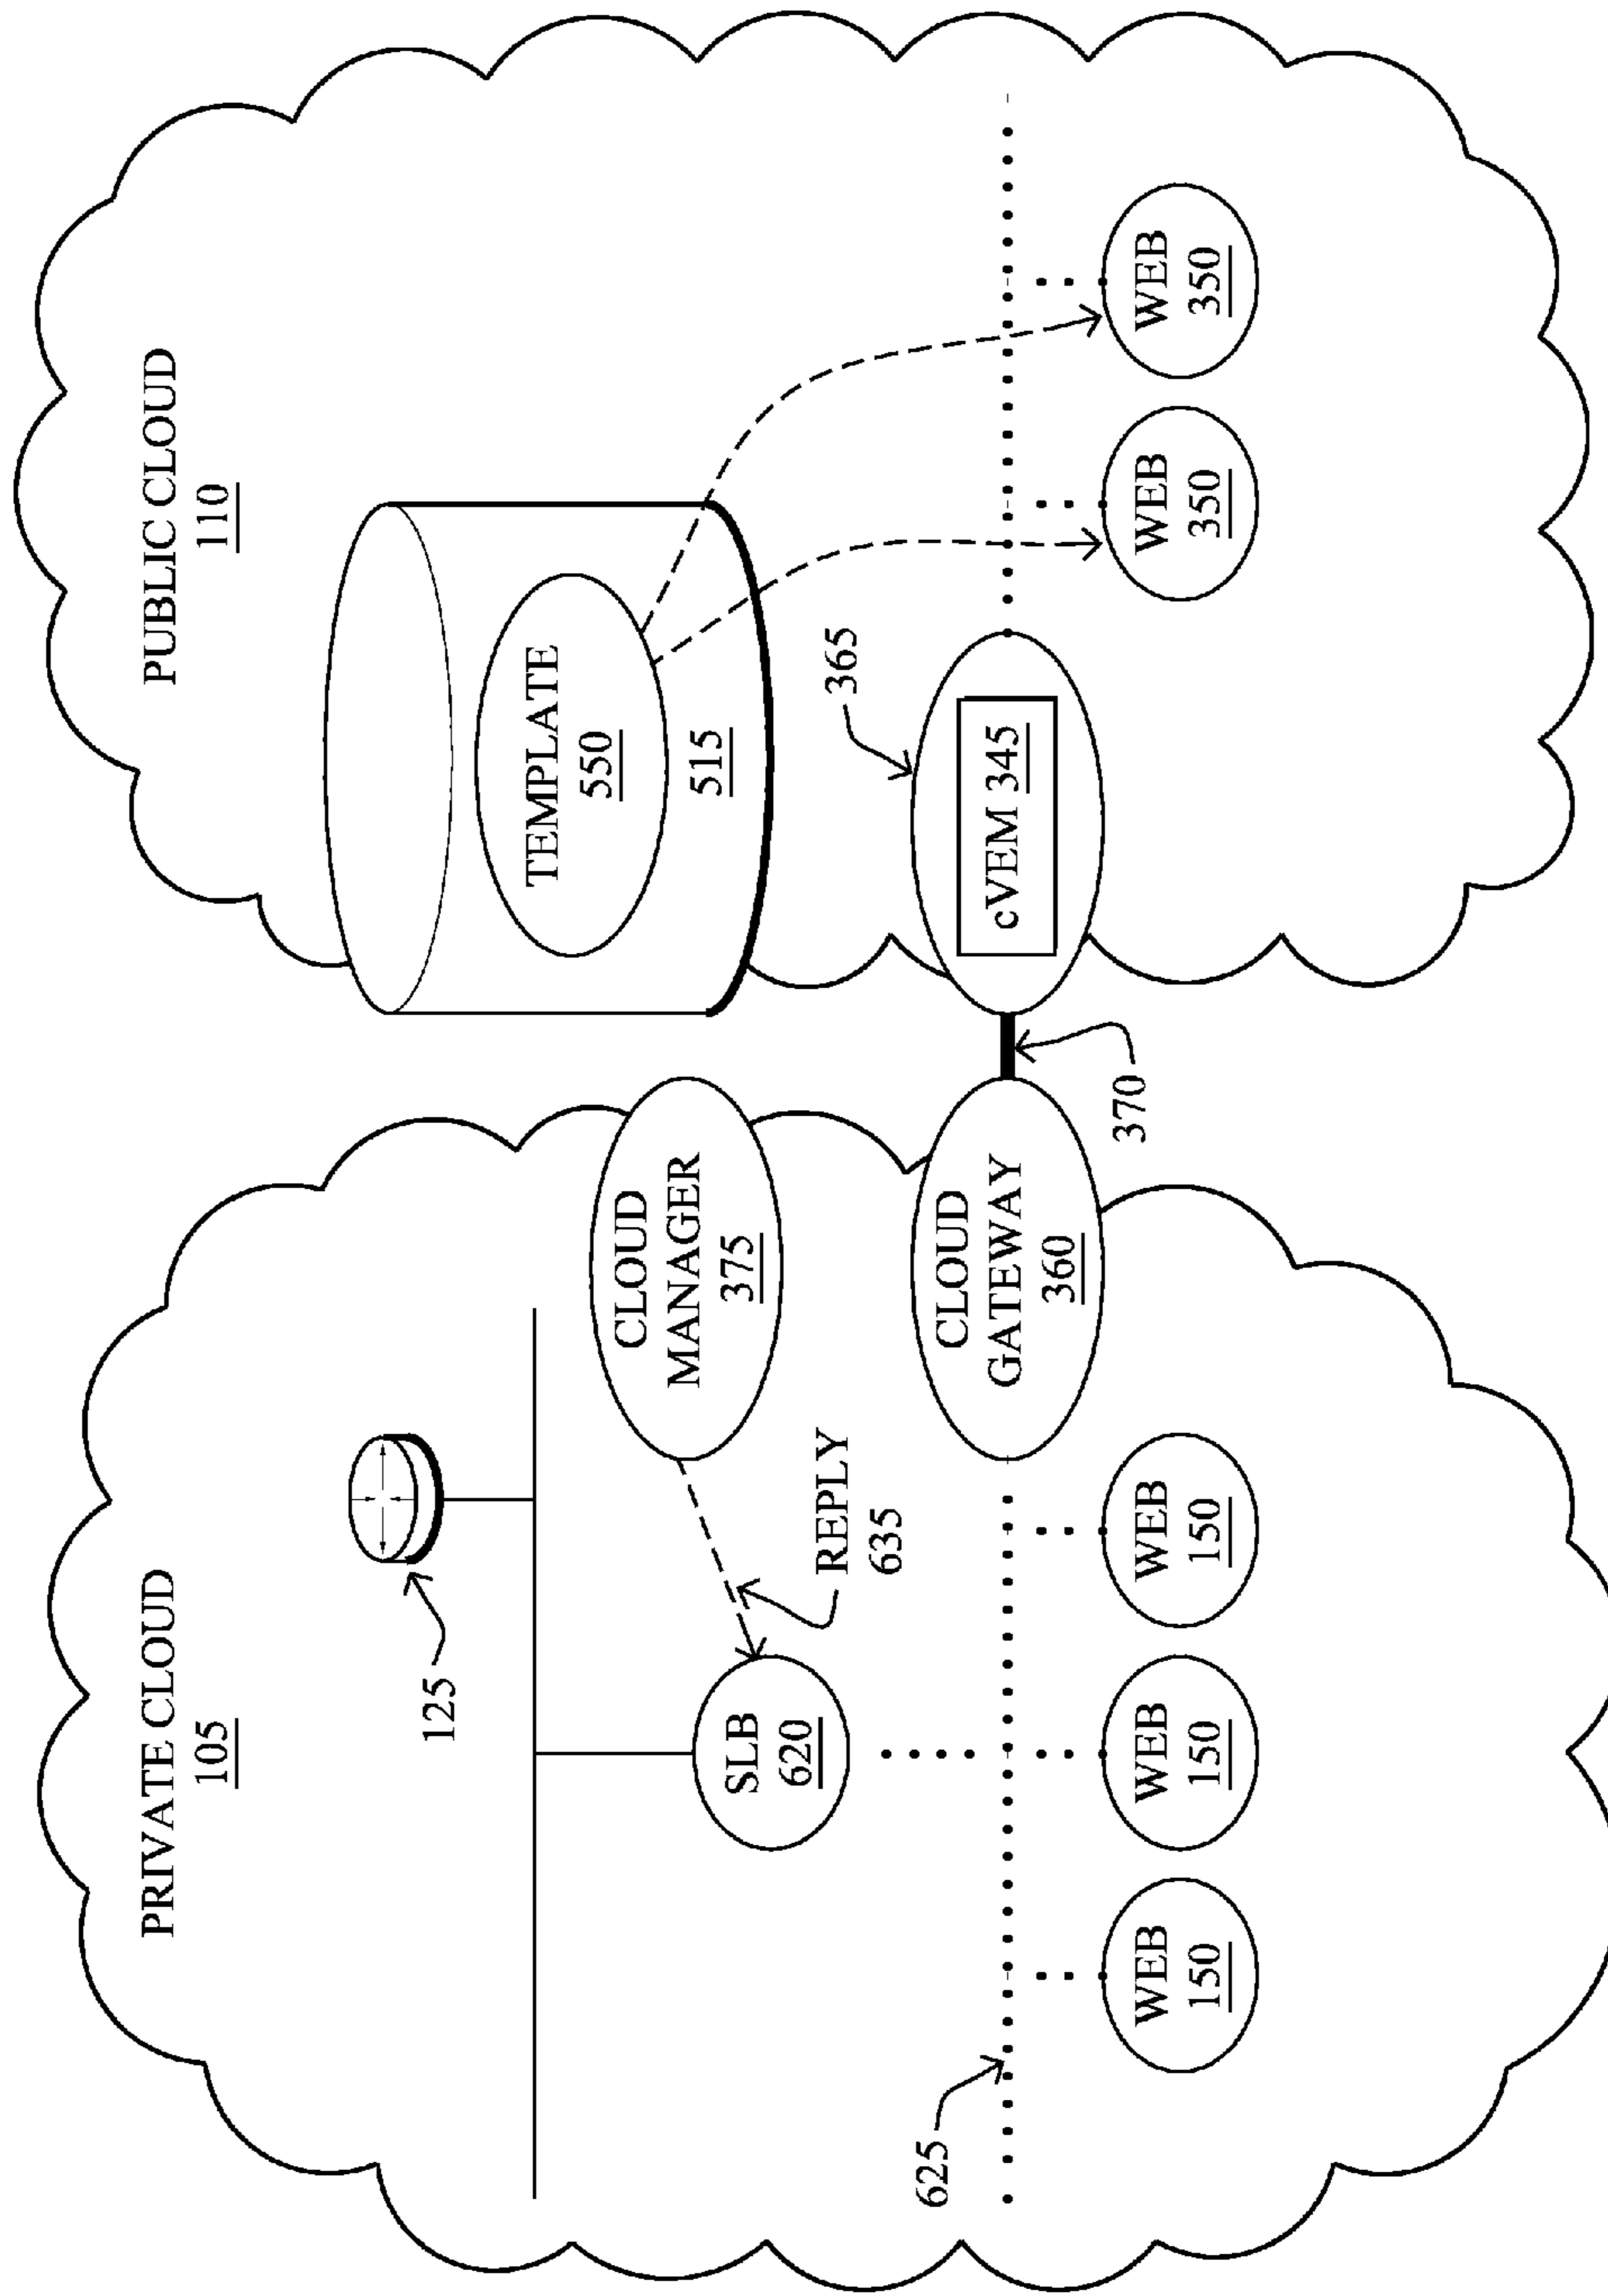 PRIVATE CLOUD
105
PUBLIC CLOUD
110
125
TEMPLATE
550
515
CLOUD
MANAGER
375
SLB
620
REPLY
635
365
625
CLOUD
GATEWAY
360
cVEM 345
370
WEB
150
WEB
150
WEB
150
WEB
350
WEB
350